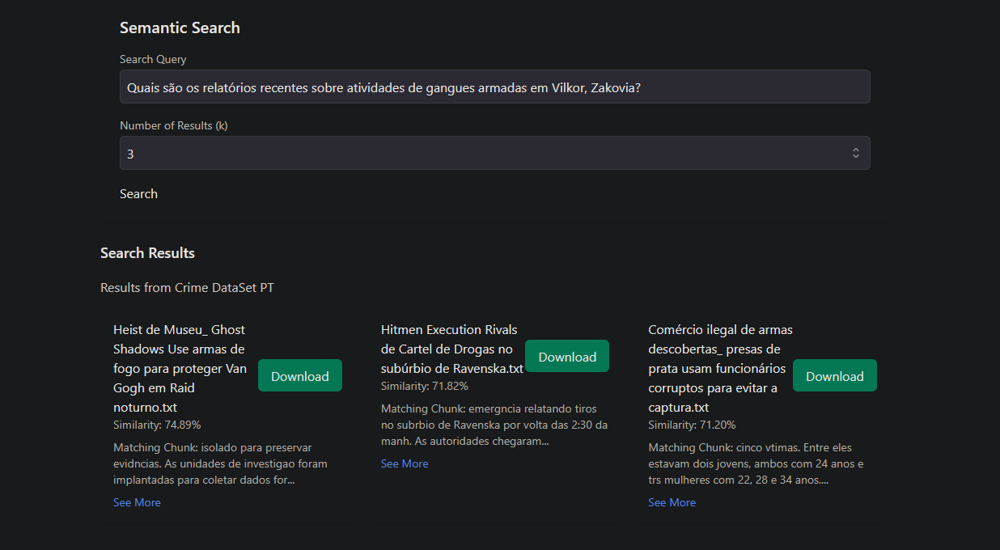 Semantic Search
Search Query
Quais são os relatórios recentes sobre atividades de gangues armadas em Vilkor, Zakovia?
Number of Results (k)
3
Search
Search Results
Results from Crime DataSet PT
Heist de Museu_ Ghost
Shadows Use armas de
fogo para proteger Van
Gogh em Raid
noturno.txt
Download
Similarity: 74.89%
Matching Chunk: isolado para preservar
evidncias. As unidades de investigao foram
implantadas para coletar dados for...
See More
Hitmen Execution Rivals
de Cartel de Drogas no
subúrbio de Ravenska.txt
Download
Similarity: 71.82%
Matching Chunk: emergncia relatando tiros
no subrbio de Ravenska por volta das 2:30 da
manh. As autoridades chegaram...
See More
Comércio ilegal de armas
descobertas_ presas de
prata usam funcionários
corruptos para evitar a
captura.txt
Download
Similarity: 71.20%
Matching Chunk: cinco vtimas. Entre eles
estavam dois jovens, ambos com 24 anos e
trs mulheres com 22, 28 e 34 anos....
See More